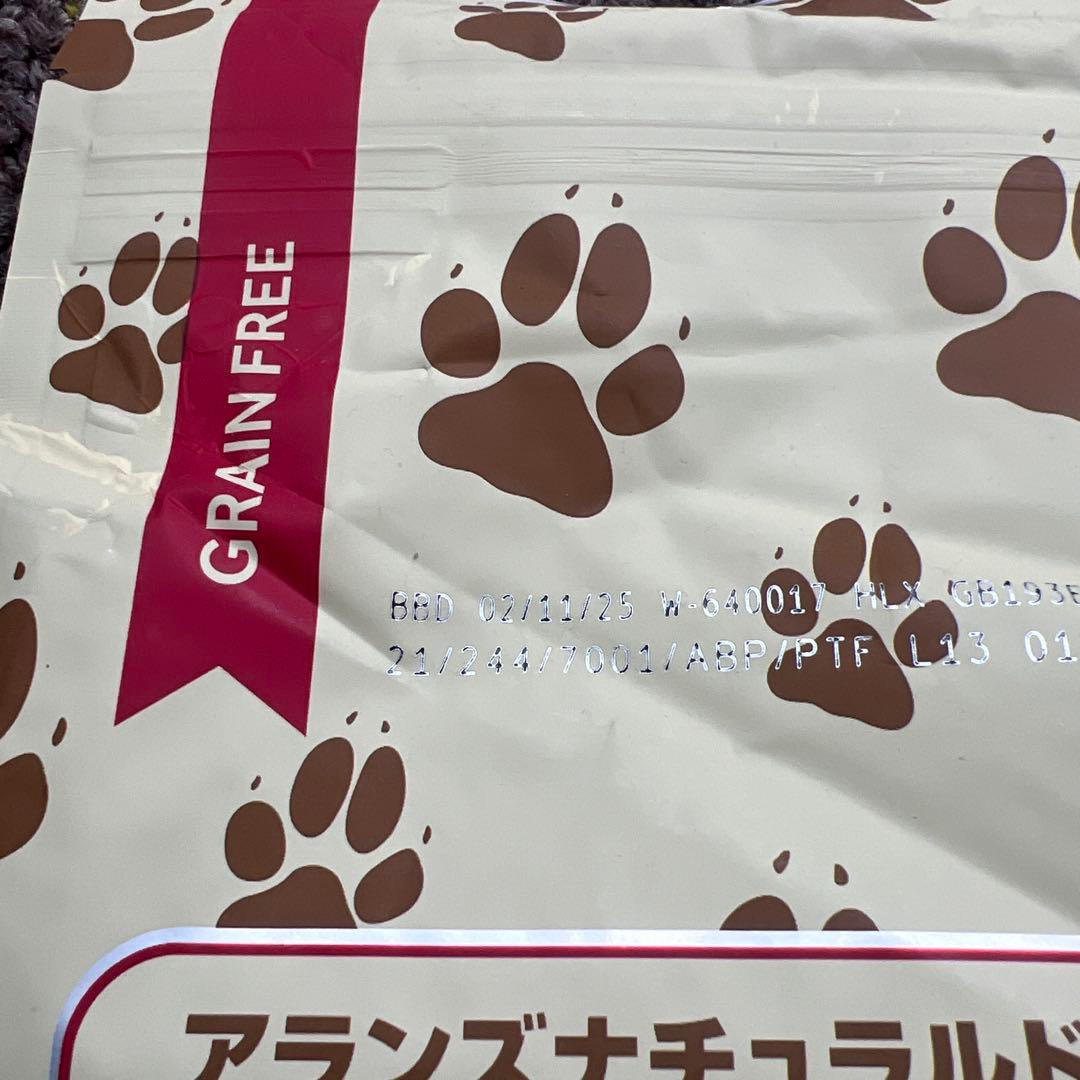 GRAIN FREE
BBD 02/11/25 W-640017 HLX GB193E
21/244/7001/ABP/PTF L13 01
アランズナチュラルド